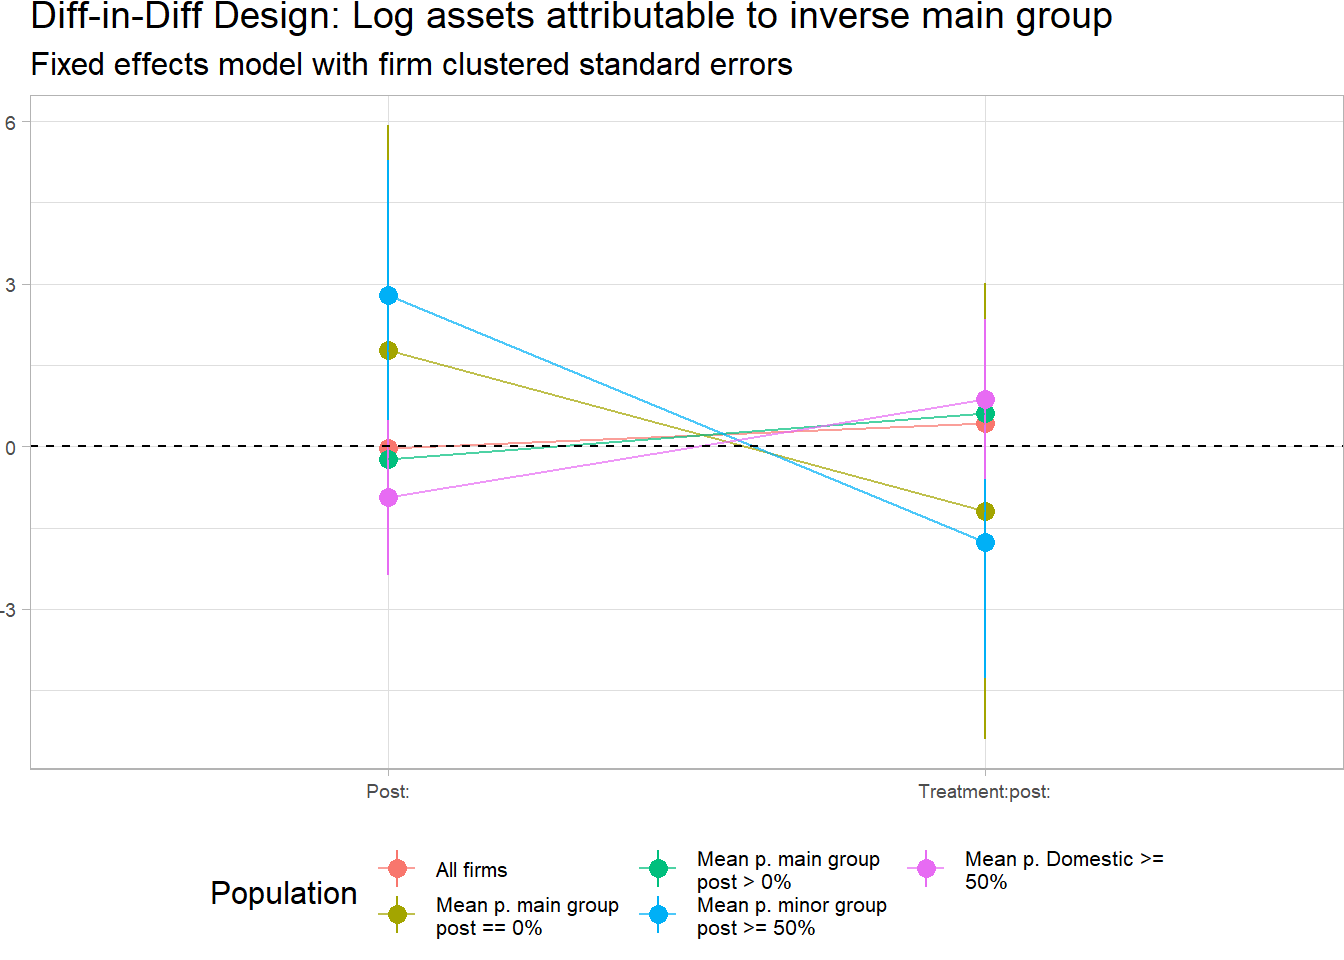 Diff-in-Diff Design: Log assets attributable to inverse main group
Fixed effects model with firm clustered standard errors
6
3
0
-3
Post:
Treatment:post:
Population
All firms
Mean p. main group
post == 0%
Mean p. main group
post > 0%
Mean p. minor group
post >= 50%
Mean p. Domestic >=
50%